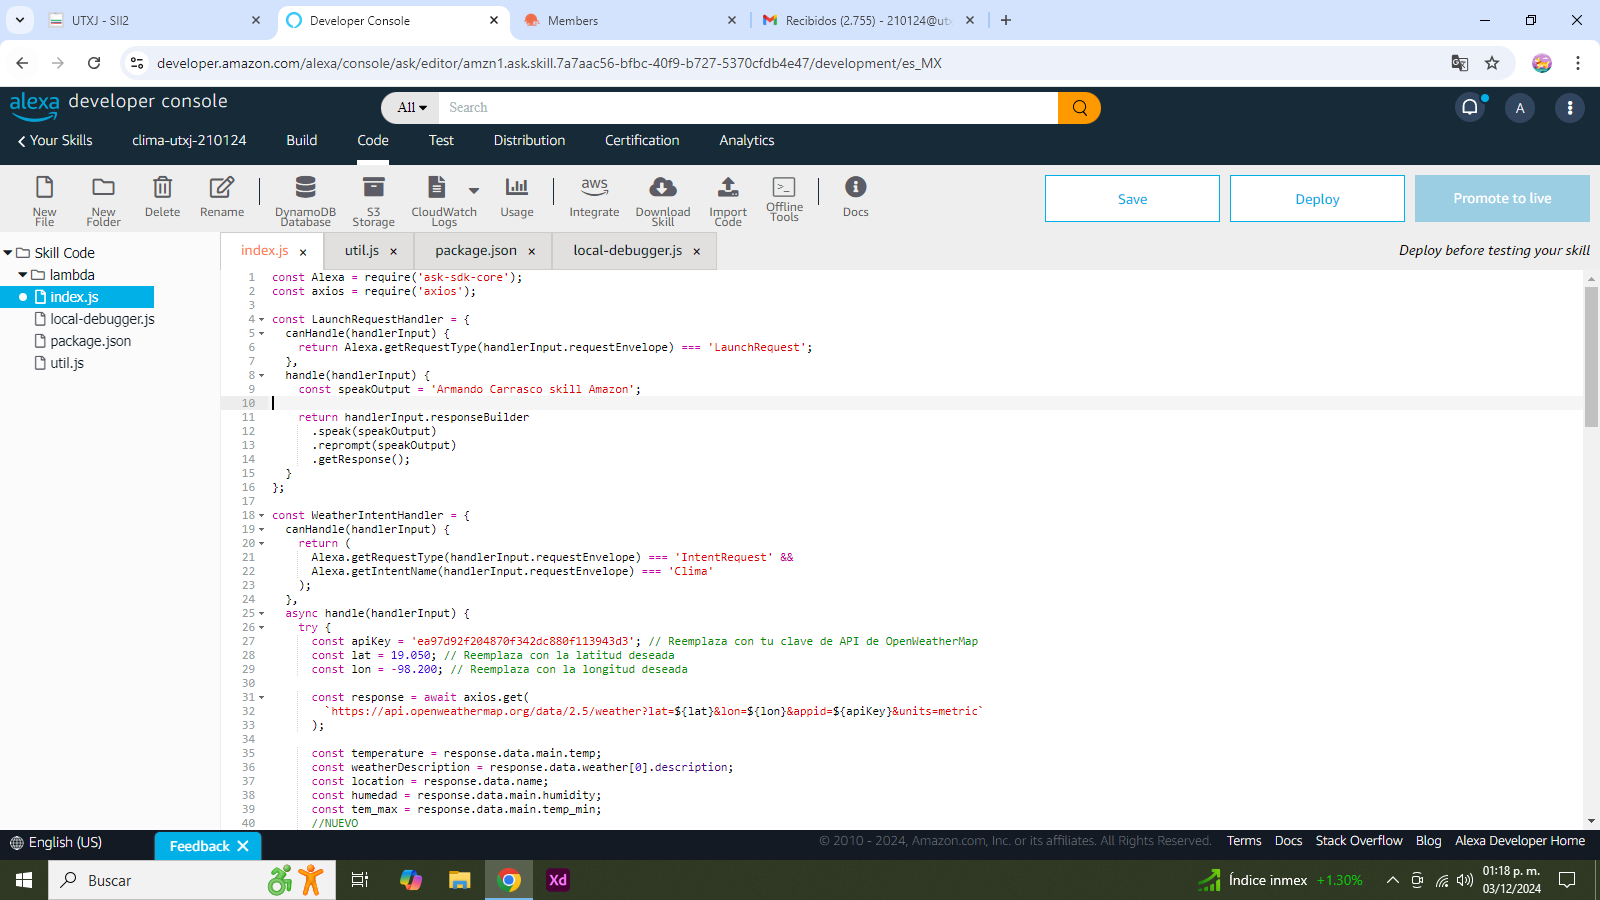 UTXJ - SII2
Developer Console
Members
Recibidos (2.755) - 210124@utx
developer.amazon.com/alexa/console/ask/editor/amzn1.ask.skill.7a7aac56-bfbc-40f9-b727-5370cfdb4e47/development/es_MX
alexa developer console
All
Search
A
Your Skills
clima-utxj-210124
Build
Code
Test
Distribution
Certification
Analytics
New File
New Folder
Delete
Rename
DynamoDB Database
S3 Storage
CloudWatch Logs
Usage
aws
Integrate
Download Skill
Import Code
Offline Tools
Docs
Save
Deploy
Promote to live
Skill Code
lambda
index.js
local-debugger.js
package.json
util.js
index.js ×
util.js ×
package.json ×
local-debugger.js ×
Deploy before testing your skill
1 const Alexa = require('ask-sdk-core');
2 const axios = require('axios');
3
4 const LaunchRequestHandler = {
5 canHandle(handlerInput) {
6 return Alexa.getRequestType(handlerInput.requestEnvelope) === 'LaunchRequest';
7 },
8 handle(handlerInput) {
9 const speakOutput = 'Armando Carrasco skill Amazon';
10
11 return handlerInput.responseBuilder
12 .speak(speakOutput)
13 .reprompt(speakOutput)
14 .getResponse();
15 }
16 };
17
18 const WeatherIntentHandler = {
19 canHandle(handlerInput) {
20 return (
21 Alexa.getRequestType(handlerInput.requestEnvelope) === 'IntentRequest' &&
22 Alexa.getIntentName(handlerInput.requestEnvelope) === 'Clima'
23 );
24 },
25 async handle(handlerInput) {
26 try {
27 const apiKey = 'ea97d92f204870f342dc880f113943d3'; // Reemplaza con tu clave de API de OpenWeatherMap
28 const lat = 19.050; // Reemplaza con la latitud deseada
29 const lon = -98.200; // Reemplaza con la longitud deseada
30
31 const response = await axios.get(
32 `https://api.openweathermap.org/data/2.5/weather?lat=${lat}&lon=${lon}&appid=${apiKey}&units=metric`
33 );
34
35 const temperature = response.data.main.temp;
36 const weatherDescription = response.data.weather[0].description;
37 const location = response.data.name;
38 const humedad = response.data.main.humidity;
39 const tem_max = response.data.main.temp_min;
40 //NUEVO
English (US)
Feedback ✕
© 2010 - 2024, Amazon.com, Inc. or its affiliates. All Rights Reserved.
Terms
Docs
Stack Overflow
Blog
Alexa Developer Home
Buscar
Xd
Índice inmex +1.30%
01:18 p. m.
03/12/2024